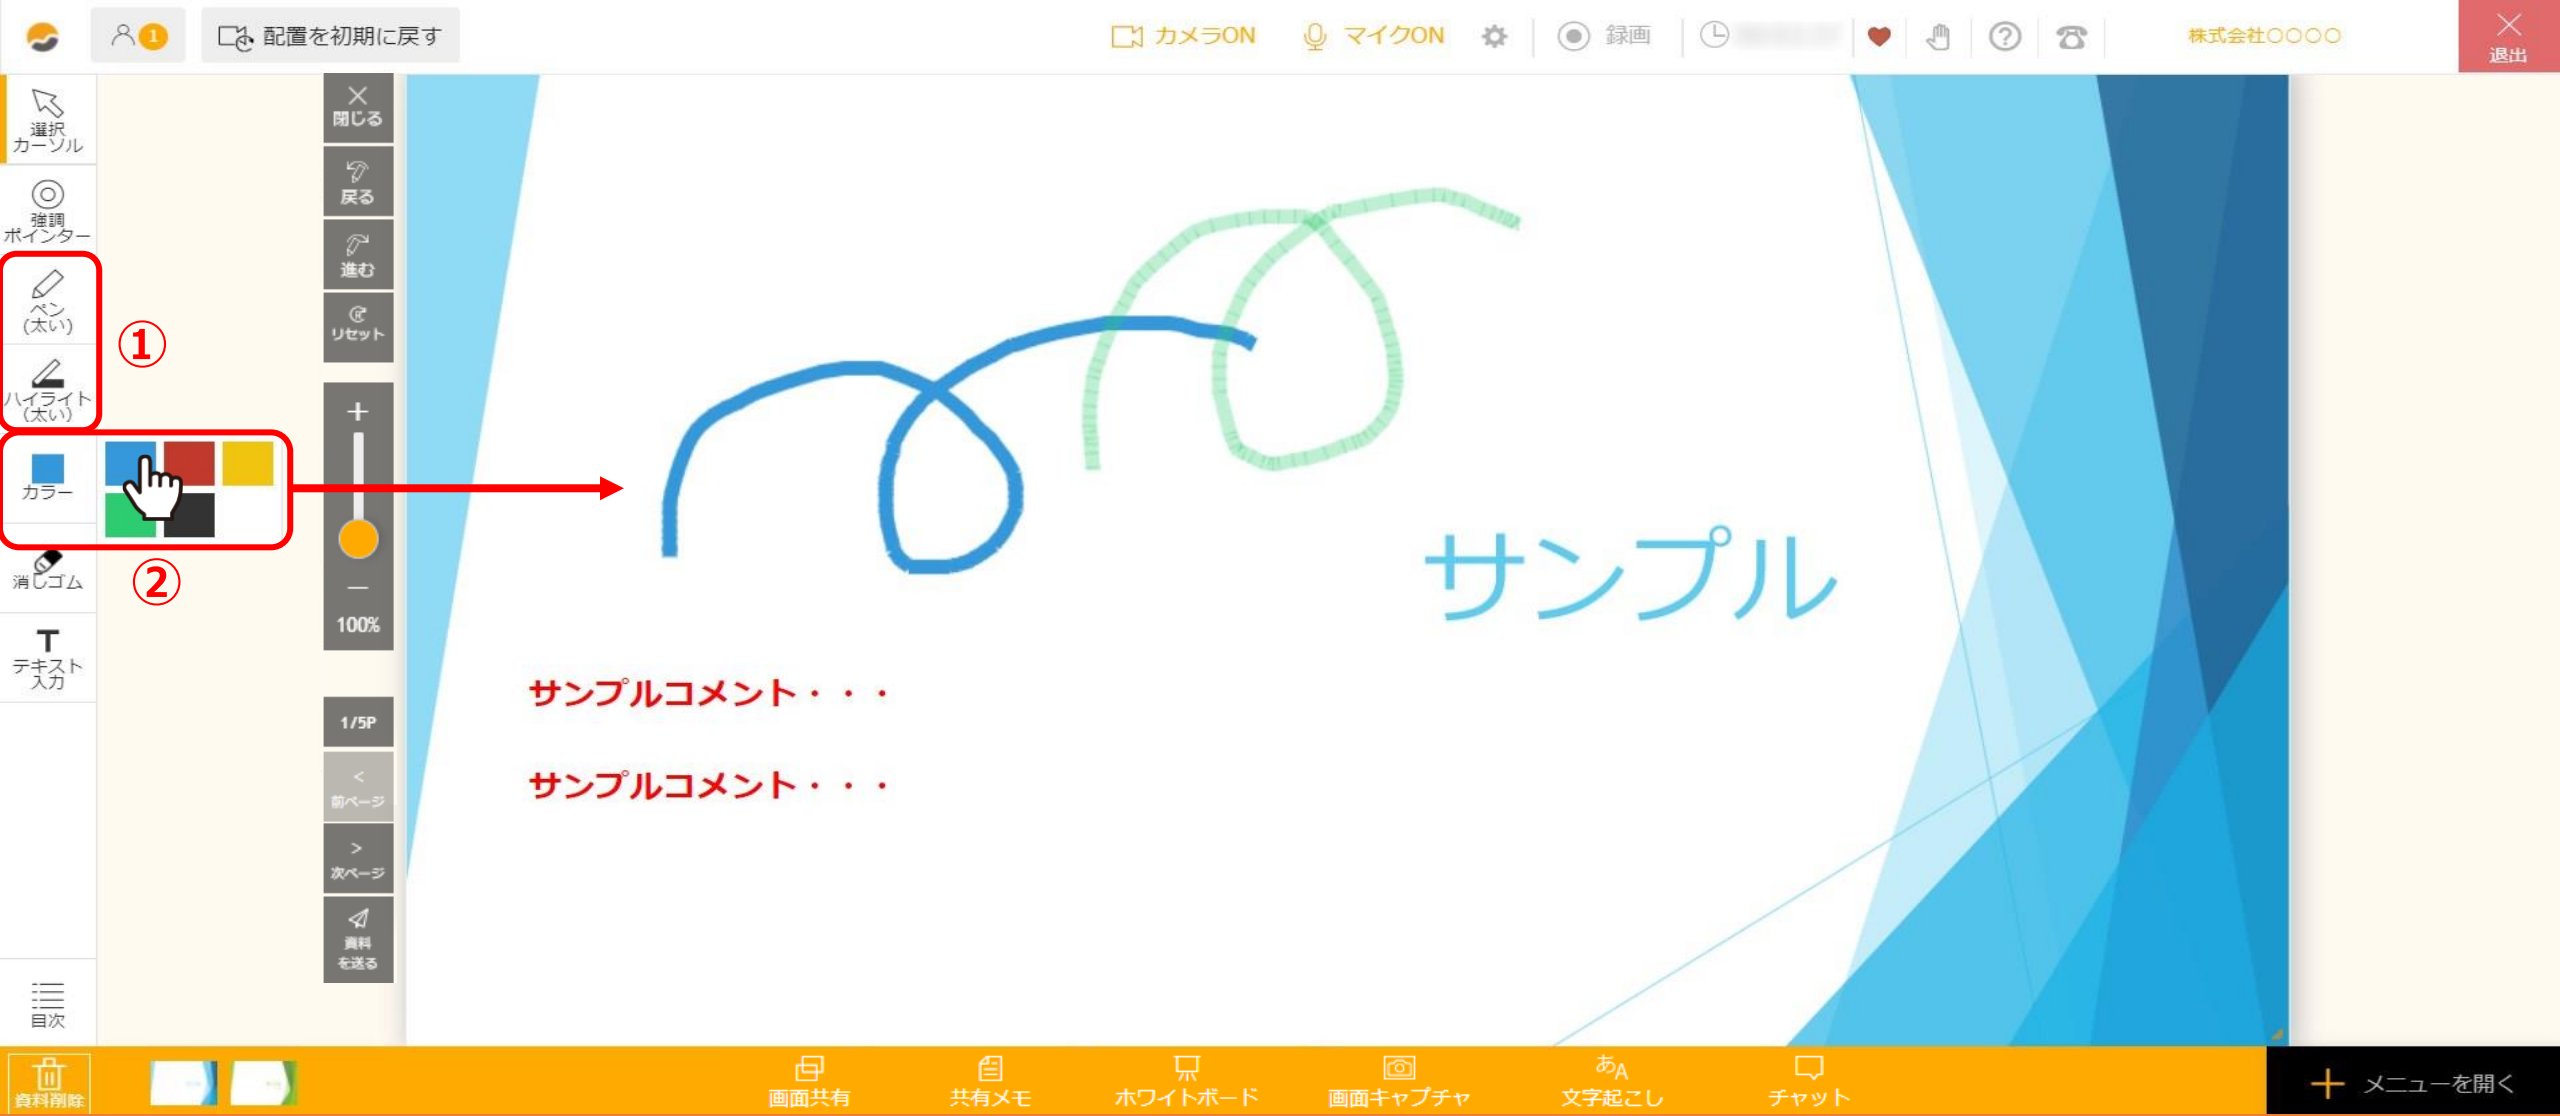 1
配置を初期に戻す
カメラON
マイクON
録画
株式会社○○○○
退出
選択
カーソル
強調
ポインター
ペン
(太い)
ハイライト
(太い)
①
カラー
②
消しゴム
T
テキスト
入力
目次
閉じる
戻る
進む
リセット
+
−
100%
1/5P
<
前ページ
>
次ページ
資料
を送る
サンプル
サンプルコメント・・・
サンプルコメント・・・
資料削除
画面共有
共有メモ
ホワイトボード
画面キャプチャ
あA
文字起こし
チャット
メニューを開く